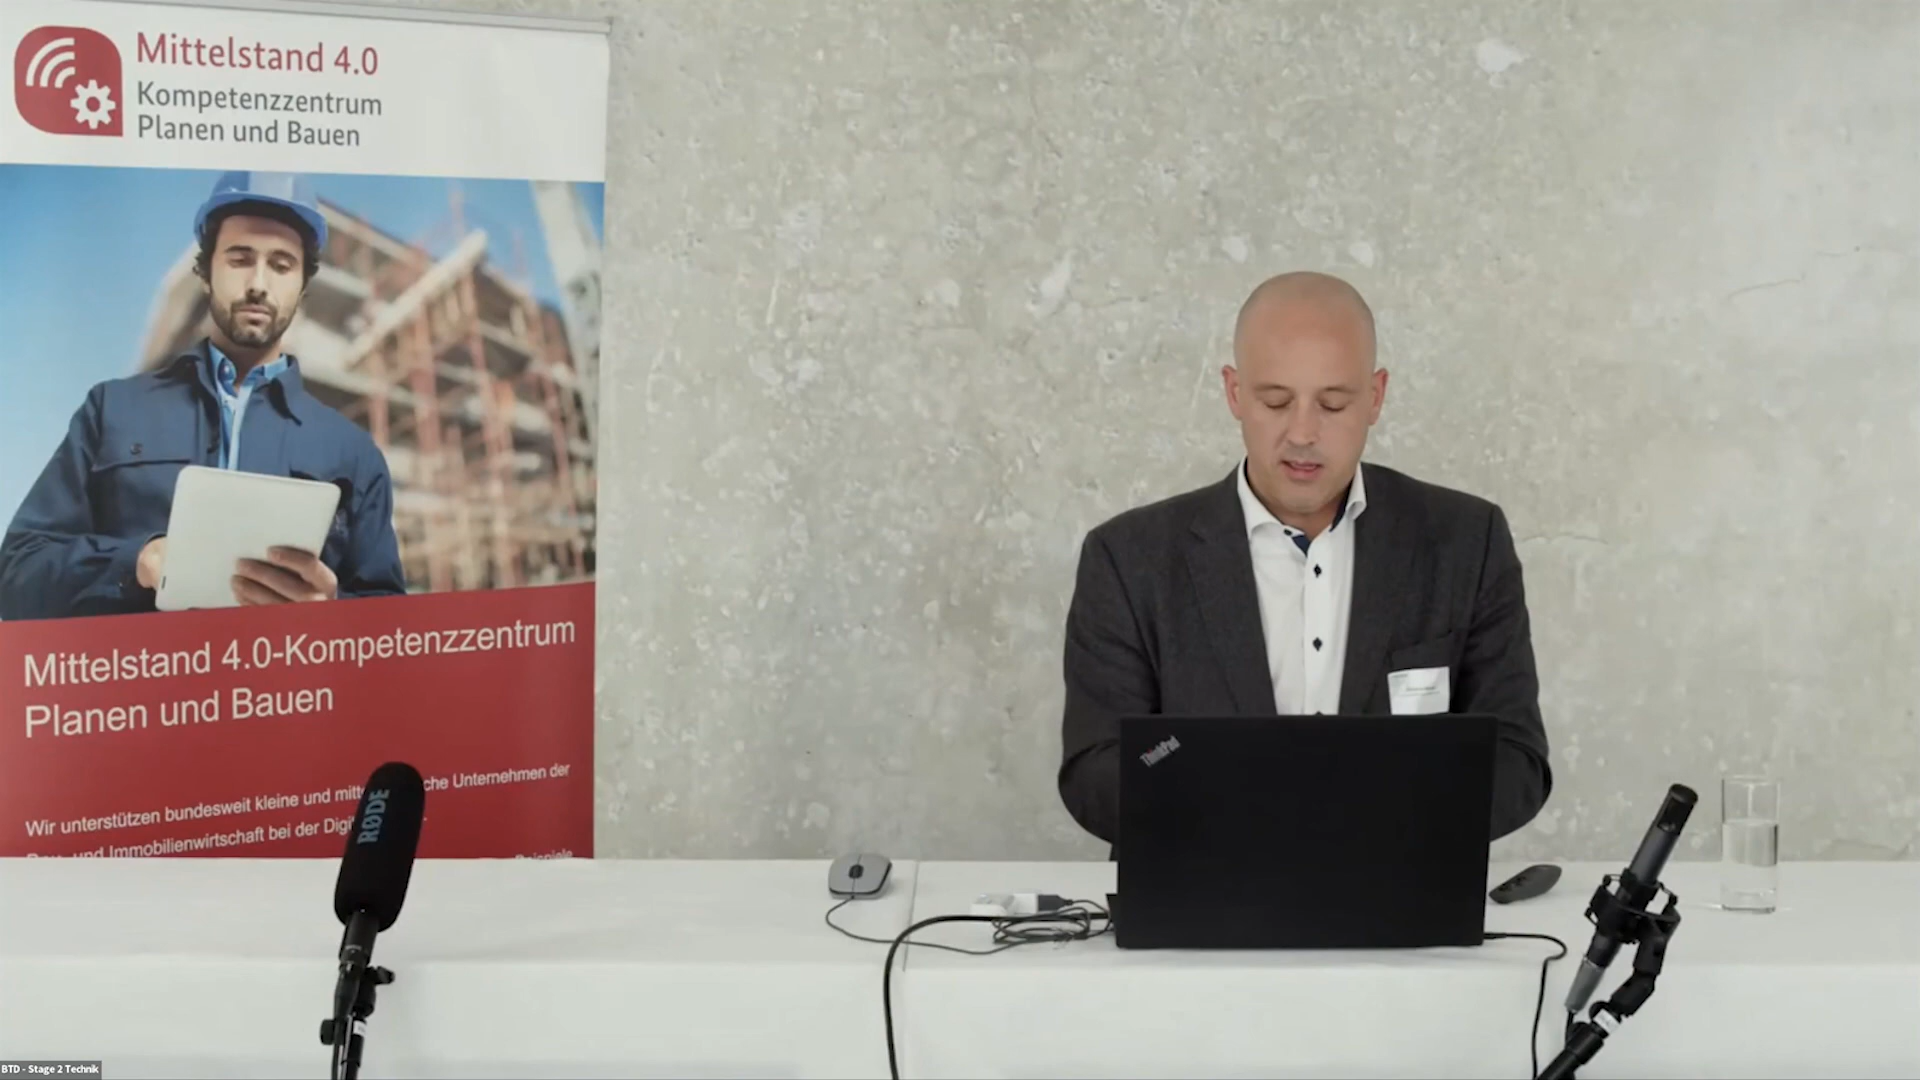 Mittelstand 4.0
Kompetenzzentrum
Planen und Bauen
Mittelstand 4.0-Kompetenzzentrum
Planen und Bauen
Wir unterstützen bundesweit kleine und mitt che Unternehmen der
und Immobilienwirtschaft bei der Digi
Beispiele
RØDE
ThinkPad
BTD - Stage 2 Technik